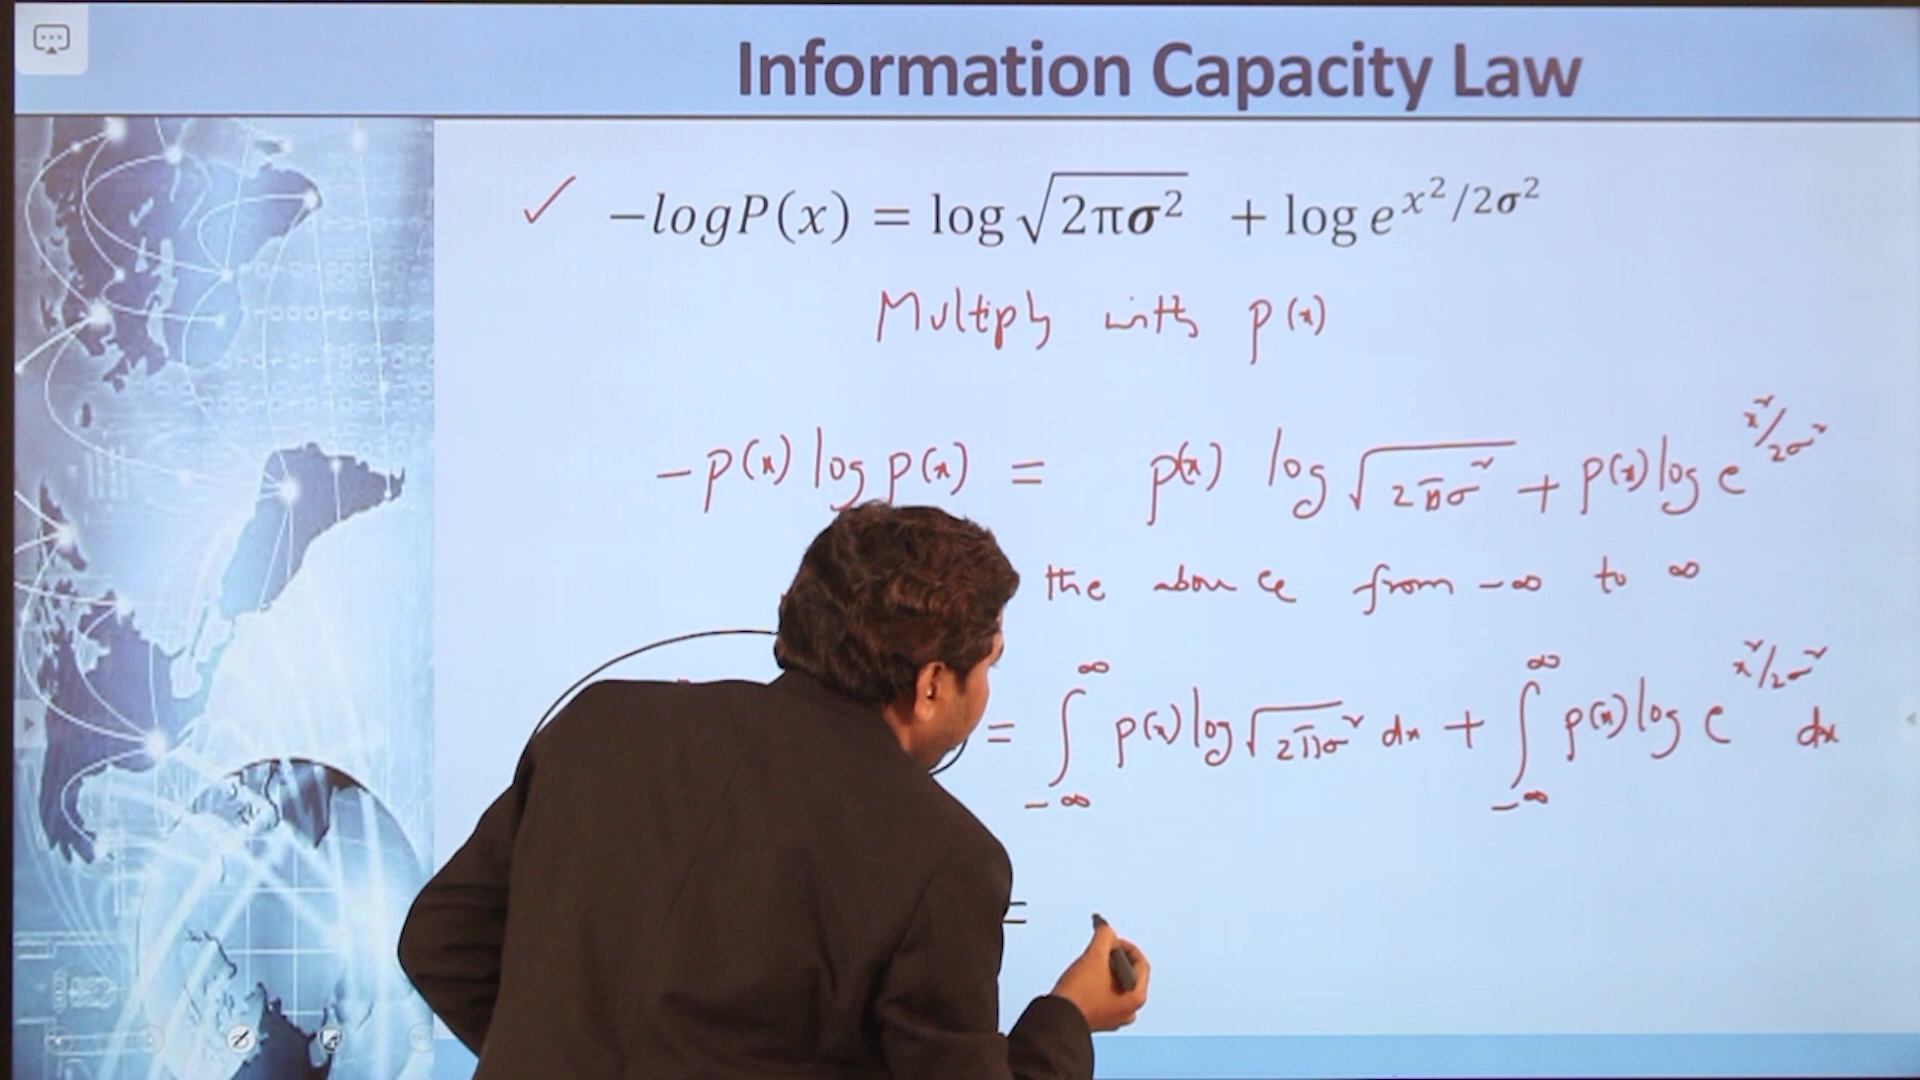 Information Capacity Law
✓ −logP(x) = log √2πσ² + log e^x²/2σ²
Multiply with p(x)
−p(x) log p(x) = p(x) log √2πσ² + p(x) log e^x²/2σ²
the above from −∞ to ∞
= ∫_−∞^∞ p(x) log √2πσ² dx + ∫_−∞^∞ p(x) log e^x²/2σ² dx
=